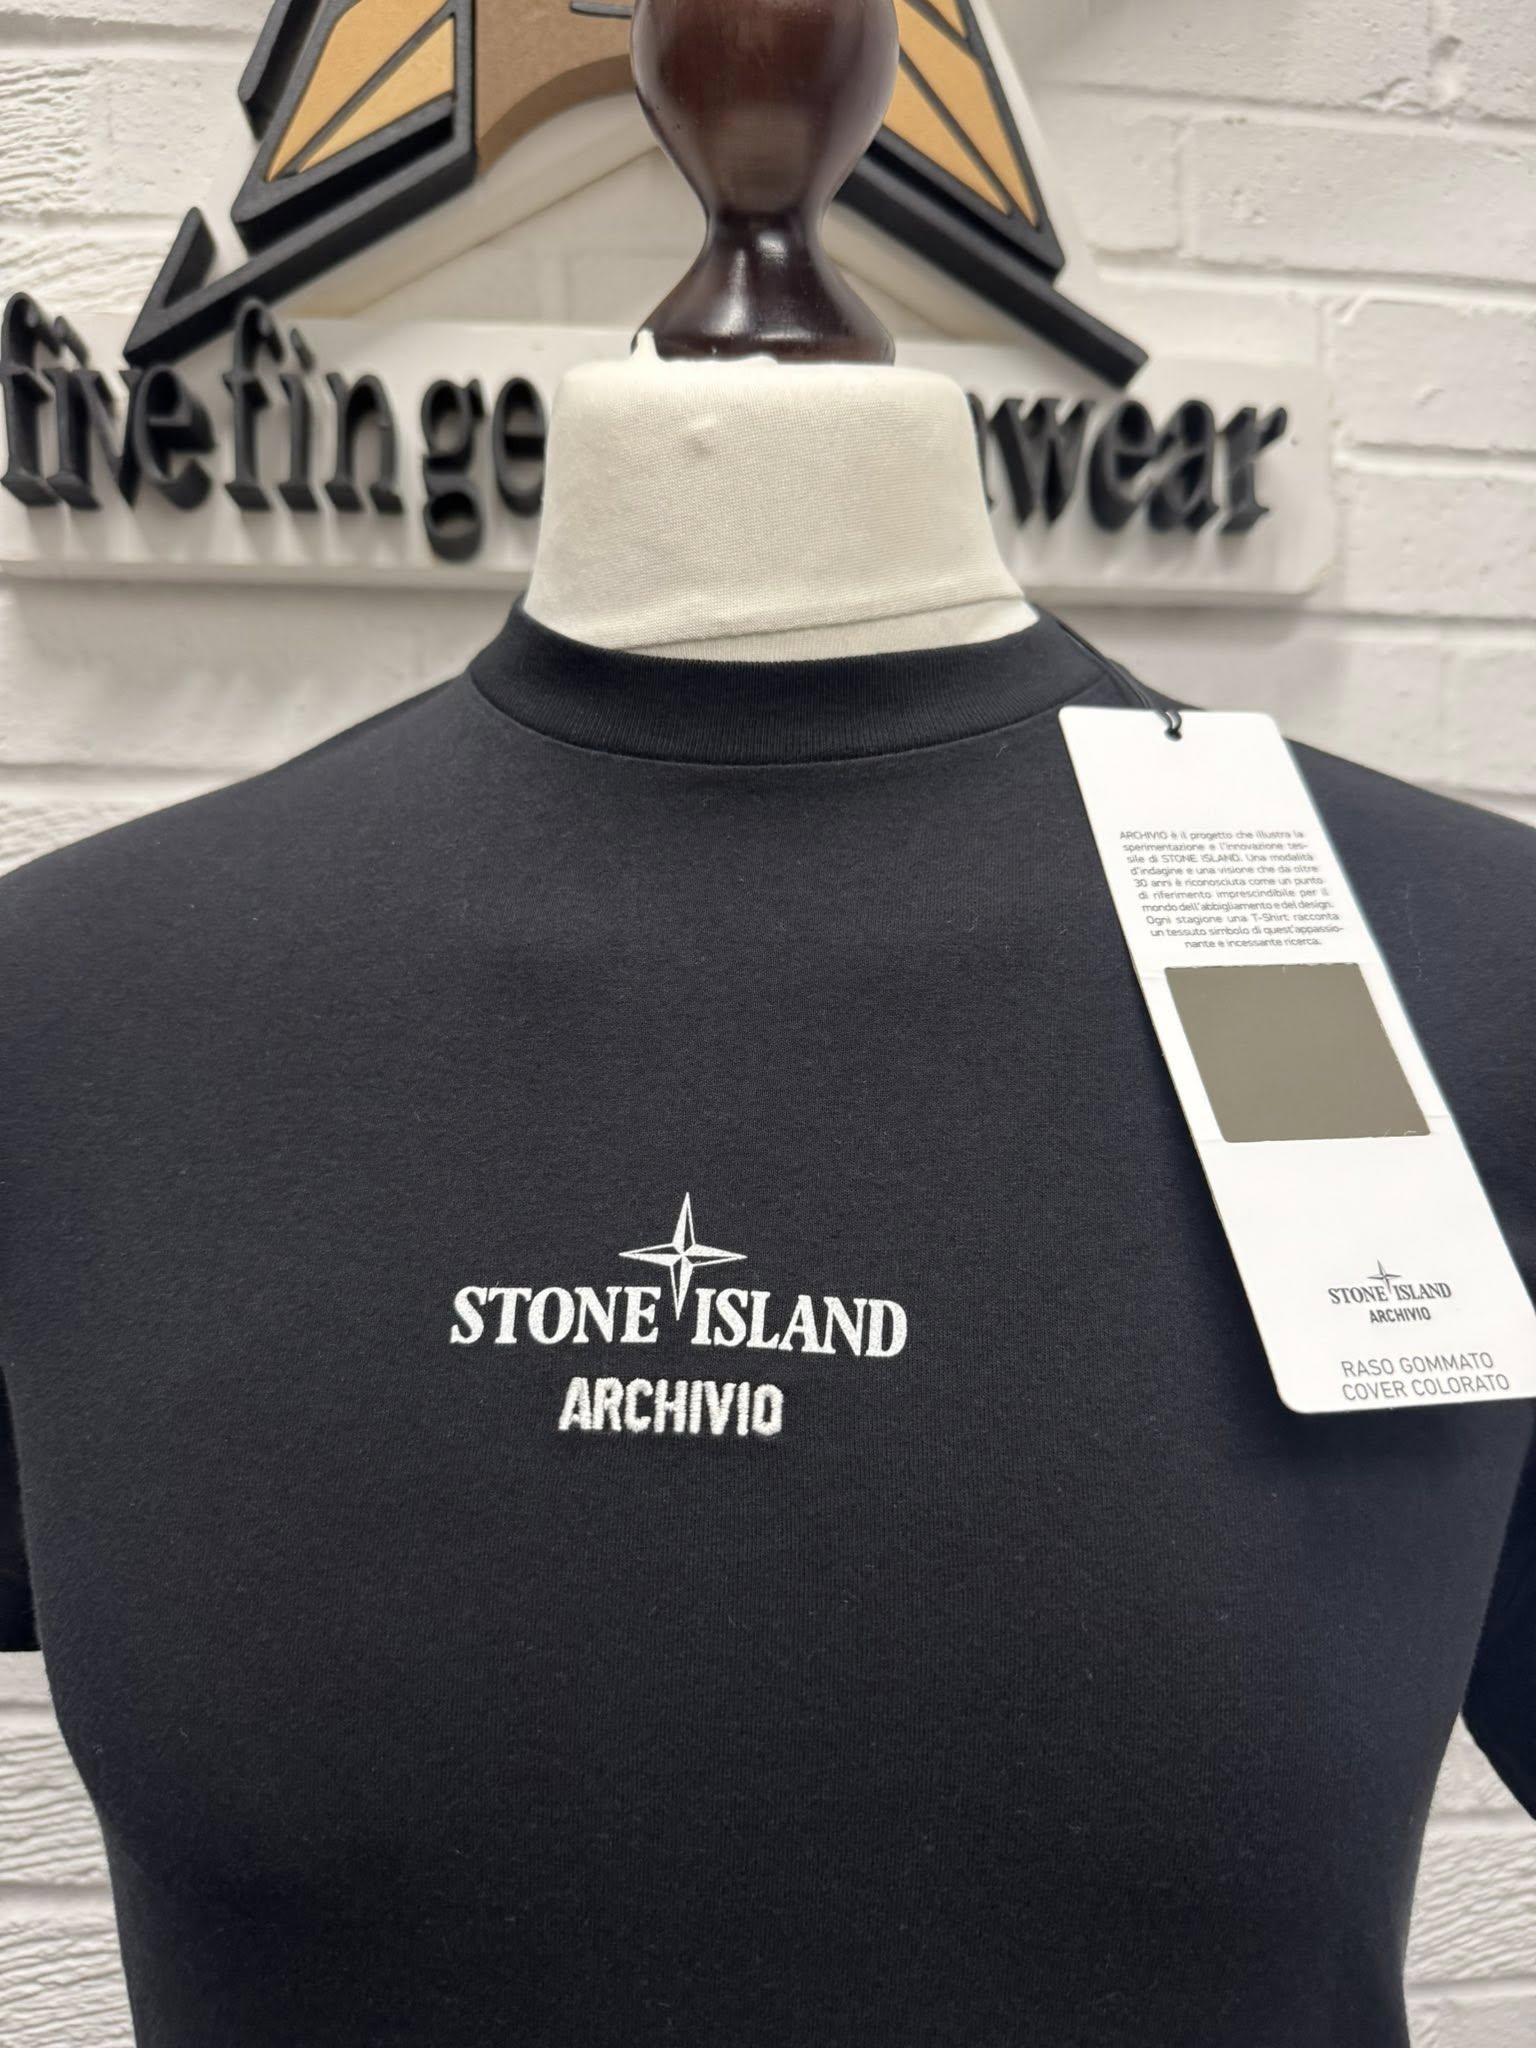 five finge
wear
ARCHIVIO è il progetto che illustra la
sperimentazione e l'innovazione tes-
sile di STONE ISLAND. Una modalità
d'indagine e una visione che da oltre
30 anni è riconosciuta come un punto
di riferimento imprescindibile per il
mondo dell'abbigliamento e del design.
Ogni stagione una T-Shirt racconta
un tessuto simbolo di quest'appassio-
nante e incessante ricerca.
STONE ISLAND
ARCHIVIO
RASO GOMMATO
COVER COLORATO
STONE ISLAND
ARCHIVIO